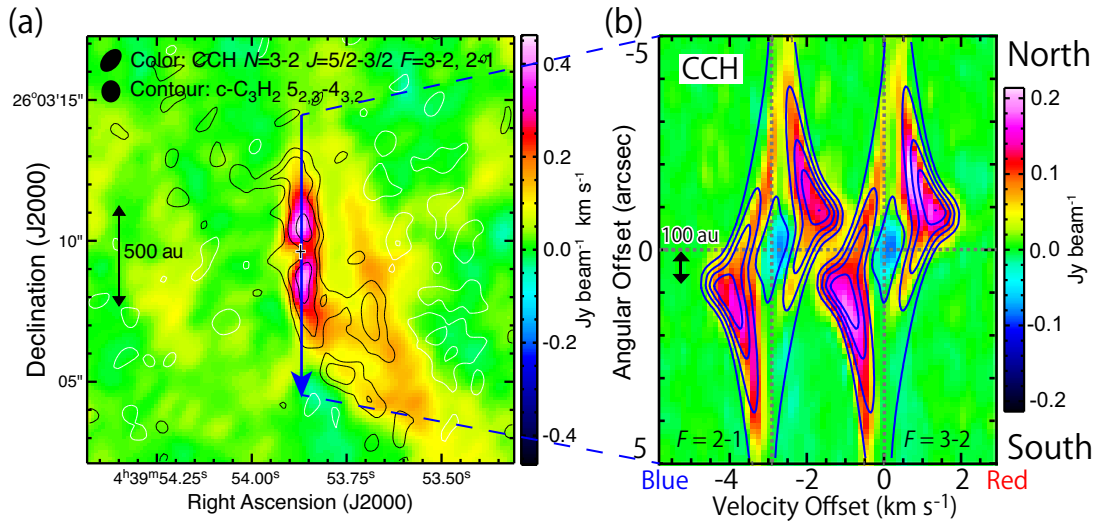 (a)
Color: CCH N=3-2 J=5/2-3/2 F=3-2, 2-1
Contour: c-C₃H₂ 5₂,₃-4₃,₂
26°03'15"
10"
05"
Declination (J2000)
500 au
4ʰ39ᵐ54.25ˢ
54.00ˢ
53.75ˢ
53.50ˢ
Right Ascension (J2000)
0.4
0.2
0.0
-0.2
-0.4
Jy beam⁻¹ km s⁻¹
(b)
CCH
North
South
-5
0
5
Angular Offset (arcsec)
100 au
F = 2-1
F = 3-2
-4
-2
0
2
Blue
Velocity Offset (km s⁻¹)
Red
0.2
0.1
0.0
-0.1
-0.2
Jy beam⁻¹